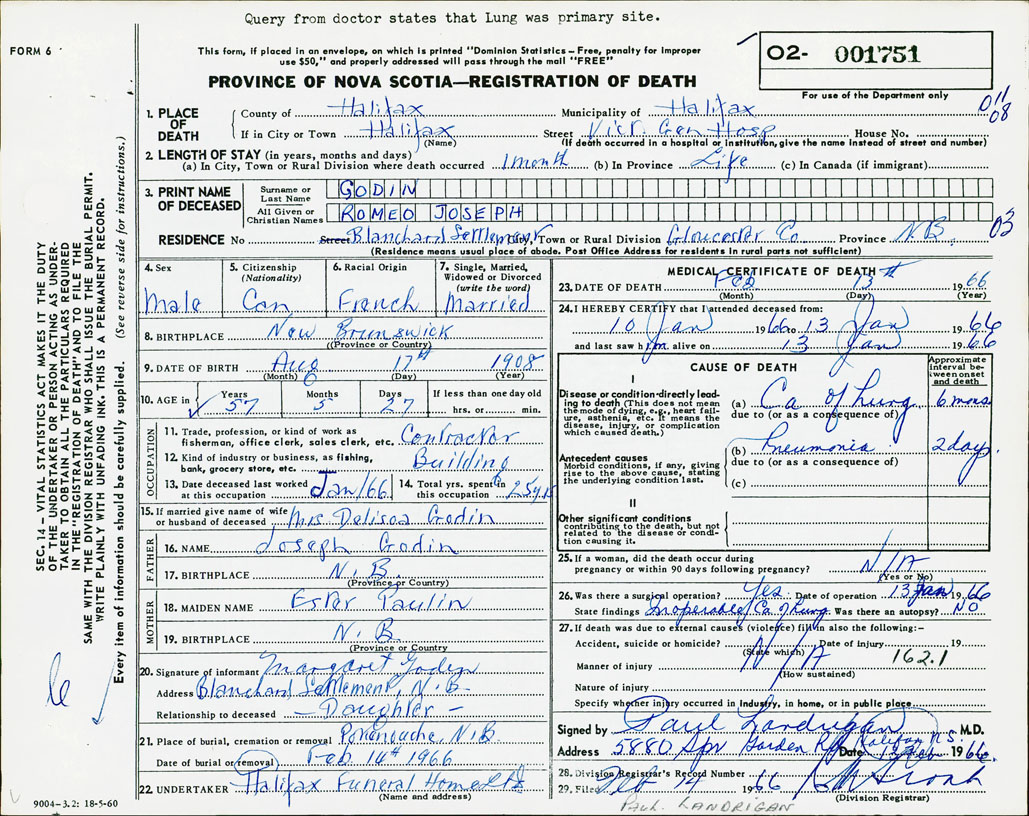 Query from doctor states that Lung was primary site.
FORM 6
This form, if placed in an envelope, on which is printed "Dominion Statistics–Free, penalty for improper
use $50," and properly addressed will pass through the mail "FREE"
O2- 001751
For use of the Department only
PROVINCE OF NOVA SCOTIA—REGISTRATION OF DEATH
011
08
1. PLACE OF DEATH
County of Halifax Municipality of Halifax
If in City or Town Halifax Street Vict. Gen Hosp House No.
(Name) (If death occurred in a hospital or institution, give the name instead of street and number)
2. LENGTH OF STAY (in years, months and days)
(a) In City, Town or Rural Division where death occurred 1 month (b) In Province Life (c) In Canada (if immigrant)
3. PRINT NAME OF DECEASED
Surname or Last Name GODIN
All Given or Christian Names ROMEO JOSEPH
03
RESIDENCE No Street Blanchard Settlement City, Town or Rural Division Gloucester Co Province N.B.
(Residence means usual place of abode. Post Office Address for residents in rural parts not sufficient)
4. Sex
Male
5. Citizenship
(Nationality)
Can
6. Racial Origin
French
7. Single, Married,
Widowed or Divorced
(write the word)
Married
8. BIRTHPLACE New Brunswick
(Province or Country)
9. DATE OF BIRTH Aug 17th 1908
(Month) (Day) (Year)
6
10. AGE in Years Months Days If less than one day old
57 5 27 hrs. or min.
OCCUPATION
11. Trade, profession, or kind of work as
fisherman, office clerk, sales clerk, etc. Contractor
12. Kind of industry or business, as fishing,
bank, grocery store, etc. Building
13. Date deceased last worked
at this occupation Jan/66
14. Total yrs. spent in
this occupation 25 yrs
15. If married give name of wife
or husband of deceased Mrs Delisca Godin
FATHER
16. NAME Joseph Godin
17. BIRTHPLACE N.B.
(Province or Country)
MOTHER
18. MAIDEN NAME Ester Paulin
19. BIRTHPLACE N.B
(Province or Country)
20. Signature of informant Margaret Godin
Address Blanchard Settlement, N.B.
Relationship to deceased — Daughter —
21. Place of burial, cremation or removal Pokemouche, N.B
Date of burial or removal Feb 14th 1966
22. UNDERTAKER Halifax Funeral Home Ltd
(Name and address)
MEDICAL CERTIFICATE OF DEATH
23. DATE OF DEATH Feb 13th 1966
(Month) (Day) (Year)
24. I HEREBY CERTIFY that I attended deceased from:
10 Jan 1966 to 13 Jan 1966
and last saw him alive on 13 Jan 1966
CAUSE OF DEATH
Approximate interval between onset and death
I
Disease or condition directly leading to death (This does not mean the mode of dying, e.g., heart failure, asthenia, etc. It means the disease, injury, or complication which caused death.)
(a) Ca of lung 6 mons
due to (or as a consequence of)
Antecedent causes
Morbid conditions, if any, giving rise to the above cause, stating the underlying condition last.
(b) Pneumonia 2 day
due to (or as a consequence of)
(c)
II
Other significant conditions
contributing to the death, but not related to the disease or condition causing it.
25. If a woman, did the death occur during
pregnancy or within 90 days following pregnancy? N/A
(Yes or No)
26. Was there a surgical operation? Yes. Date of operation 13 Jan 1966
State findings Inoperable Ca of lung Was there an autopsy? NO
27. If death was due to external causes (violence) fill in also the following:–
Accident, suicide or homicide? Date of injury 19
(State which)
N/A
162.1
Manner of injury
(How sustained)
Nature of injury
Specify whether injury occurred in industry, in home, or in public place
Signed by Paul Landrigan M.D.
Address 5880 Spr Garden Rd Halifax N.S. Date 13 Feb 1966
28. Division Registrar's Record Number
29. Filed Feb 14 1966
(Division Registrar)
PAUL LANDRIGAN
SEC. 14 – VITAL STATISTICS ACT MAKES IT THE DUTY
OF THE UNDERTAKER OR PERSON ACTING AS UNDERTAKER TO OBTAIN ALL THE PARTICULARS REQUIRED
IN THE "REGISTRATION OF DEATH" AND TO FILE THE
SAME WITH THE DIVISION REGISTRAR WHO SHALL ISSUE THE BURIAL PERMIT.
WRITE PLAINLY WITH UNFADING INK. THIS IS A PERMANENT RECORD.
Every item of information should be carefully supplied. (See reverse side for instructions.)
9004–3.2: 18-5-60